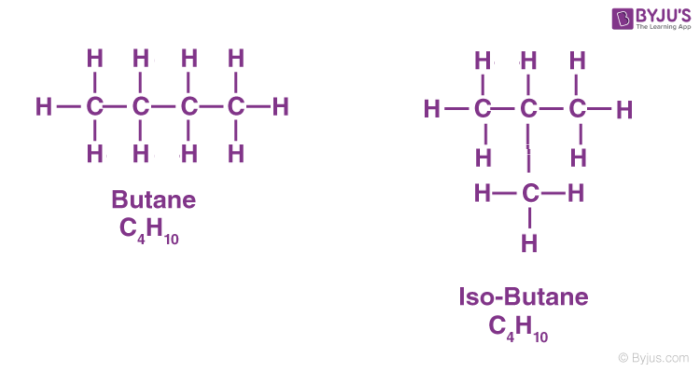 BYJU'S
The Learning App
H H H H
H—C—C—C—C—H
H H H H
Butane
C₄H₁₀
H H H
H—C—C—C—H
H H
H—C—H
H
Iso-Butane
C₄H₁₀
© Byjus.com